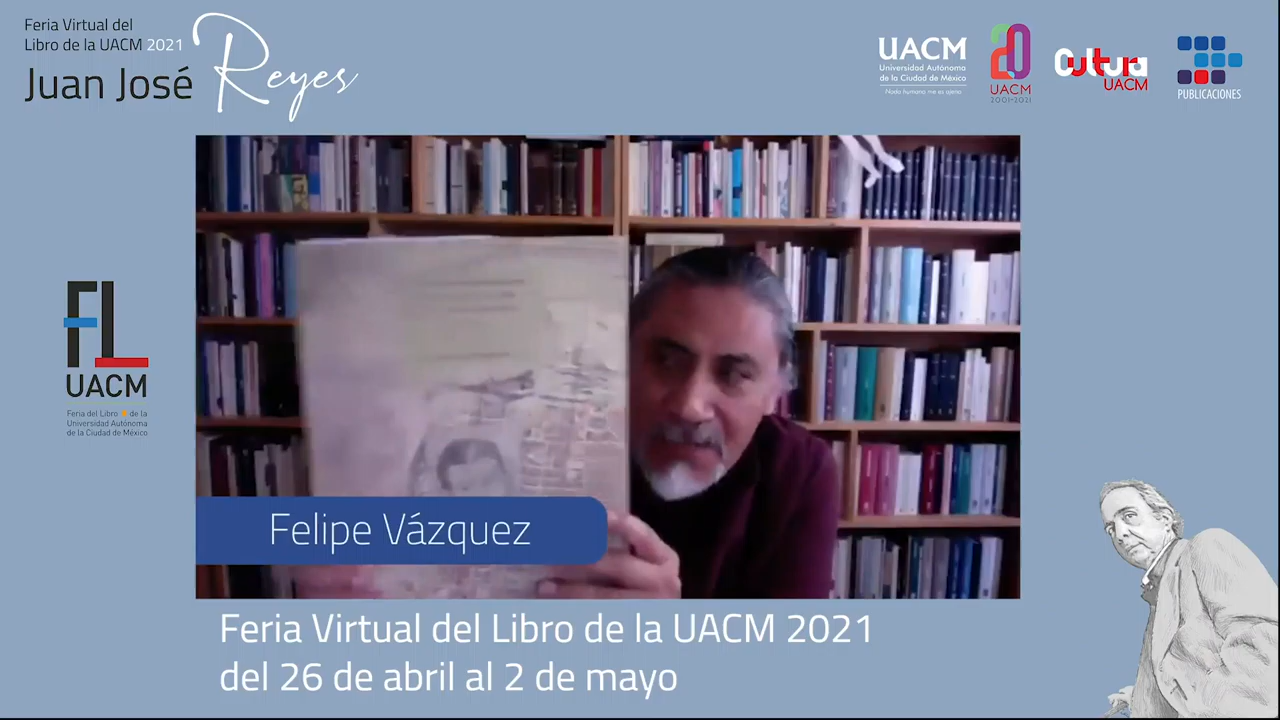 Feria Virtual del
Libro de la UACM 2021
Juan José Reyes
UACM
Universidad Autónoma
de la Ciudad de México
Nada humano me es ajeno
20
UACM
2001-2021
Cultura
UACM
PUBLICACIONES
FL
UACM
Feria del Libro de la
Universidad Autónoma
de la Ciudad de México
Felipe Vázquez
Feria Virtual del Libro de la UACM 2021
del 26 de abril al 2 de mayo